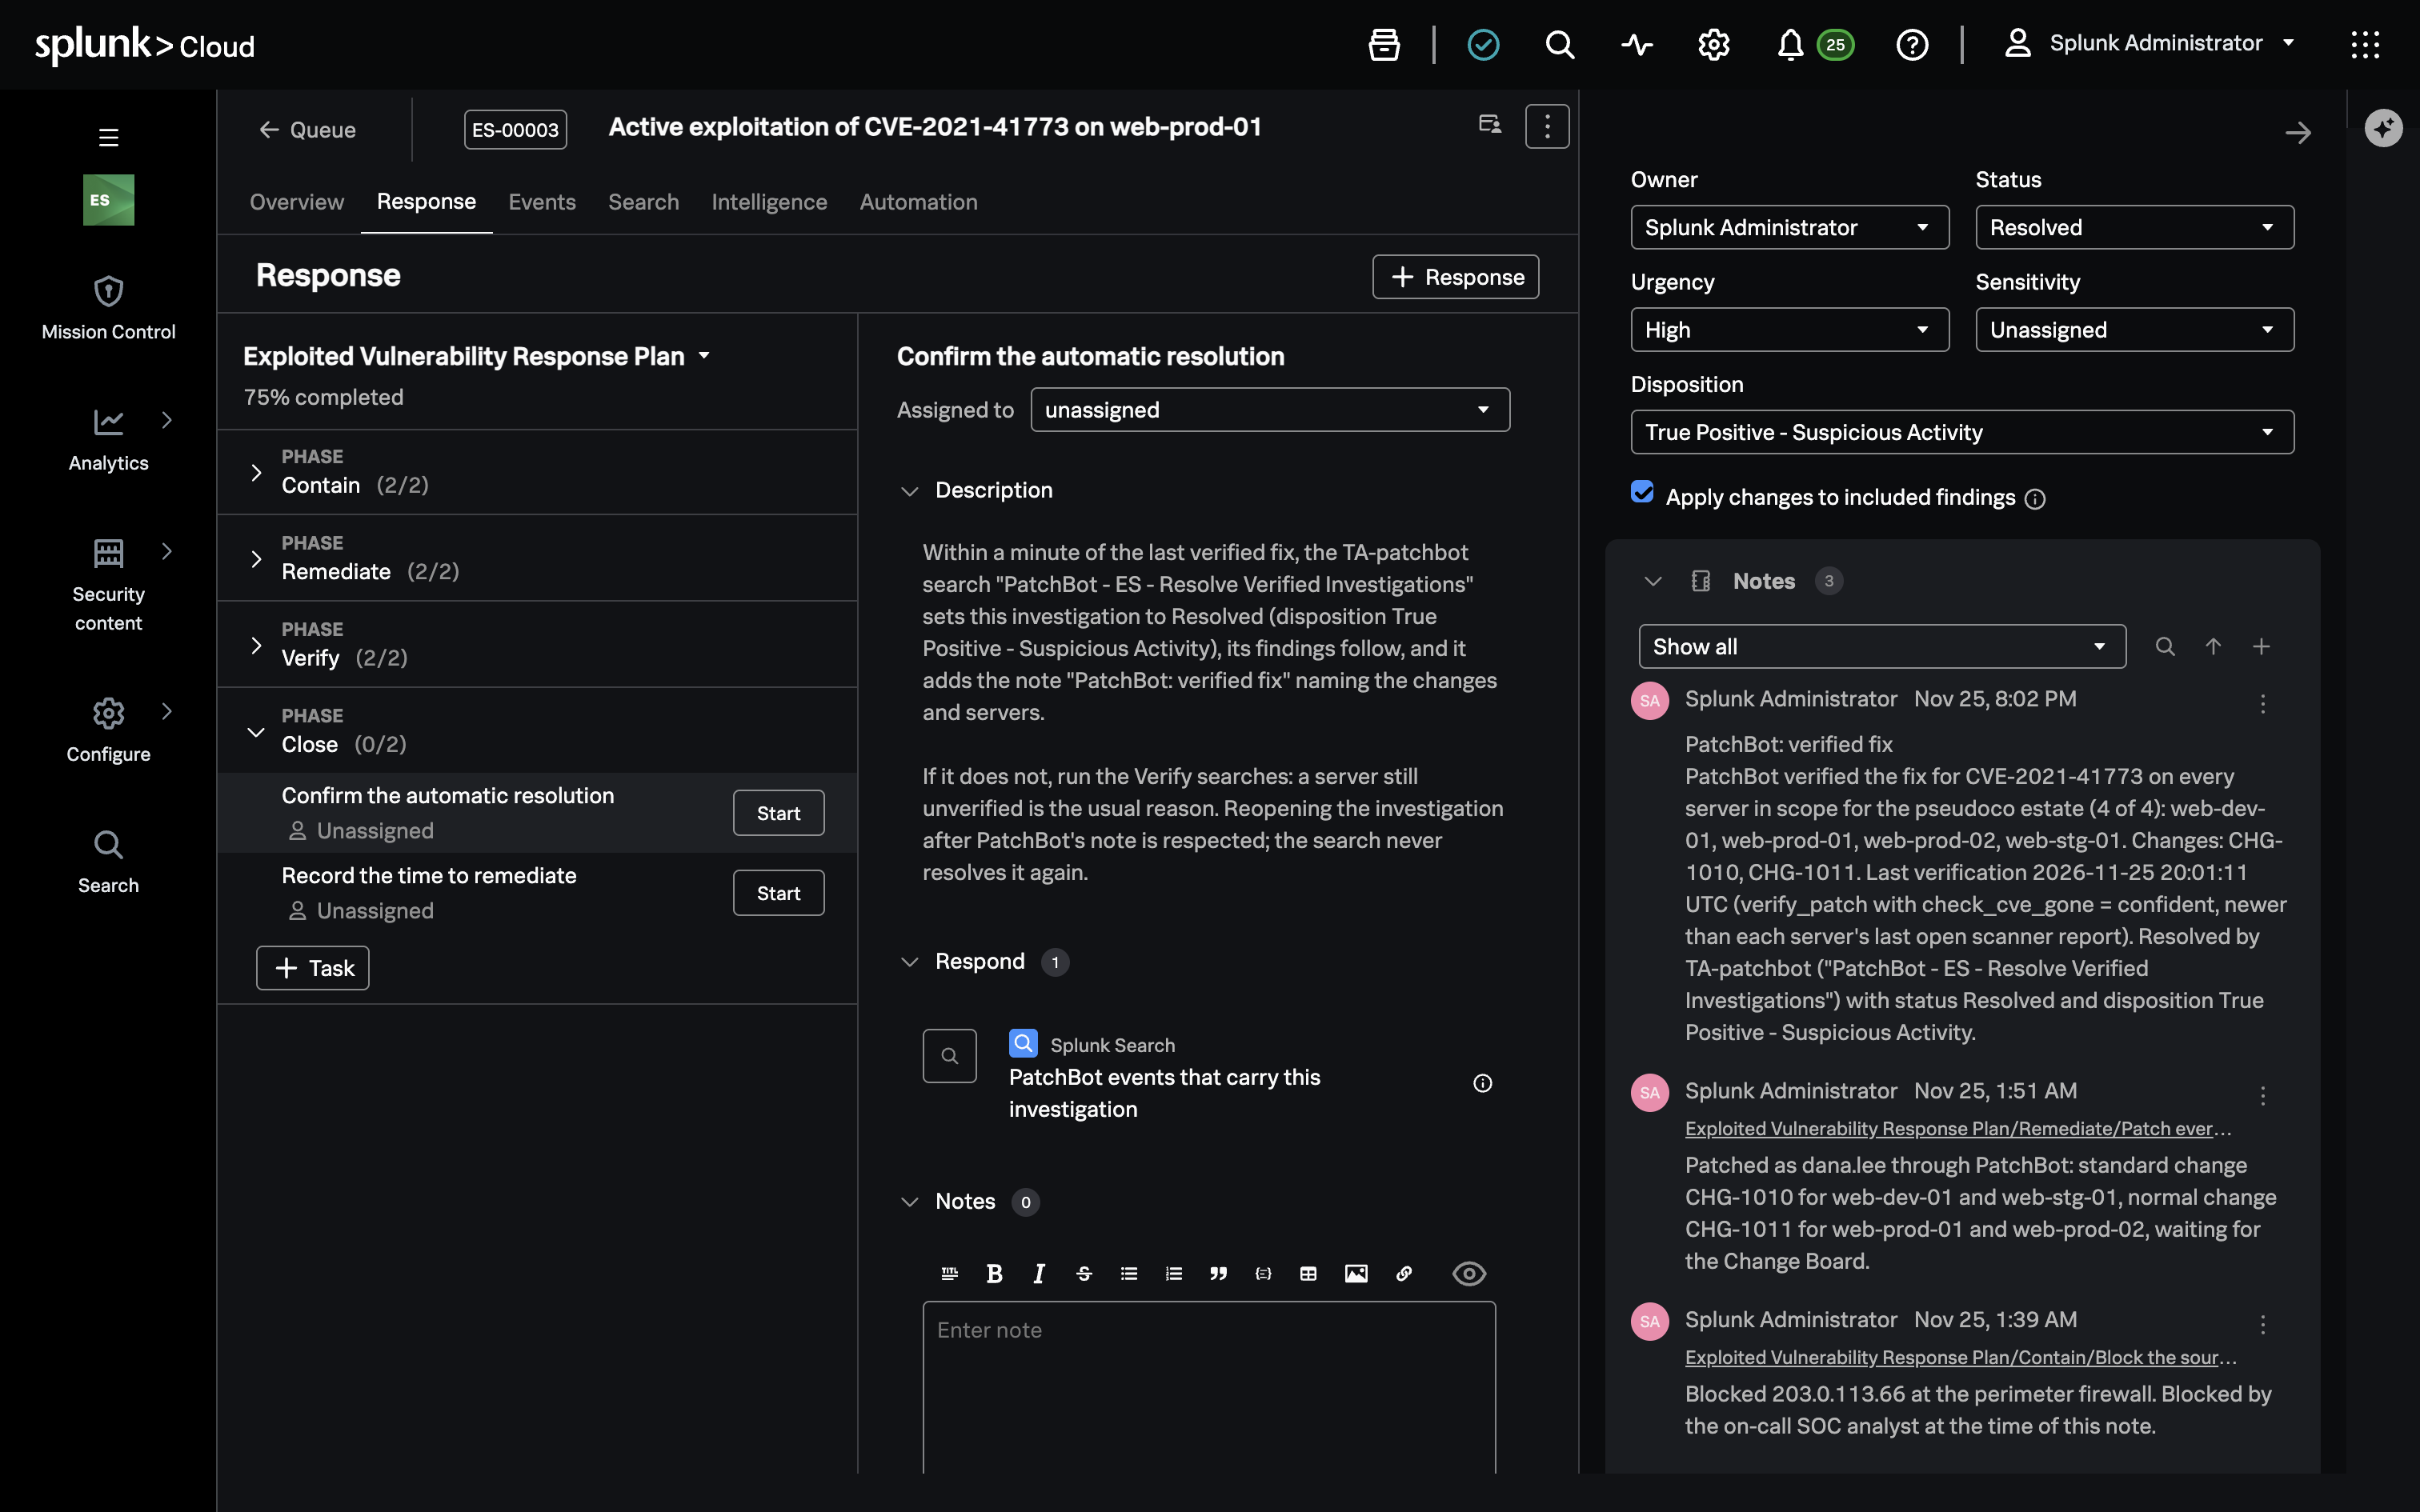 splunk>Cloud
25
Splunk Administrator
ES
Mission Control
Analytics
Security
content
Configure
Search
Queue
ES-00003
Active exploitation of CVE-2021-41773 on web-prod-01
Overview
Response
Events
Search
Intelligence
Automation
Response
Response
Exploited Vulnerability Response Plan
75% completed
PHASE
Contain (2/2)
PHASE
Remediate (2/2)
PHASE
Verify (2/2)
PHASE
Close (0/2)
Confirm the automatic resolution
Unassigned
Start
Record the time to remediate
Unassigned
Start
Task
Confirm the automatic resolution
Assigned to
unassigned
Description
Within a minute of the last verified fix, the TA-patchbot
search "PatchBot - ES - Resolve Verified Investigations"
sets this investigation to Resolved (disposition True
Positive - Suspicious Activity), its findings follow, and it
adds the note "PatchBot: verified fix" naming the changes
and servers.
If it does not, run the Verify searches: a server still
unverified is the usual reason. Reopening the investigation
after PatchBot's note is respected; the search never
resolves it again.
Respond 1
Splunk Search
PatchBot events that carry this
investigation
Notes 0
Enter note
Owner
Splunk Administrator
Status
Resolved
Urgency
High
Sensitivity
Unassigned
Disposition
True Positive - Suspicious Activity
Apply changes to included findings
Notes 3
Show all
SA
Splunk Administrator Nov 25, 8:02 PM
PatchBot: verified fix
PatchBot verified the fix for CVE-2021-41773 on every
server in scope for the pseudoco estate (4 of 4): web-dev-
01, web-prod-01, web-prod-02, web-stg-01. Changes: CHG-
1010, CHG-1011. Last verification 2026-11-25 20:01:11
UTC (verify_patch with check_cve_gone = confident, newer
than each server's last open scanner report). Resolved by
TA-patchbot ("PatchBot - ES - Resolve Verified
Investigations") with status Resolved and disposition True
Positive - Suspicious Activity.
SA
Splunk Administrator Nov 25, 1:51 AM
Exploited Vulnerability Response Plan/Remediate/Patch ever...
Patched as dana.lee through PatchBot: standard change
CHG-1010 for web-dev-01 and web-stg-01, normal change
CHG-1011 for web-prod-01 and web-prod-02, waiting for
the Change Board.
SA
Splunk Administrator Nov 25, 1:39 AM
Exploited Vulnerability Response Plan/Contain/Block the sour...
Blocked 203.0.113.66 at the perimeter firewall. Blocked by
the on-call SOC analyst at the time of this note.